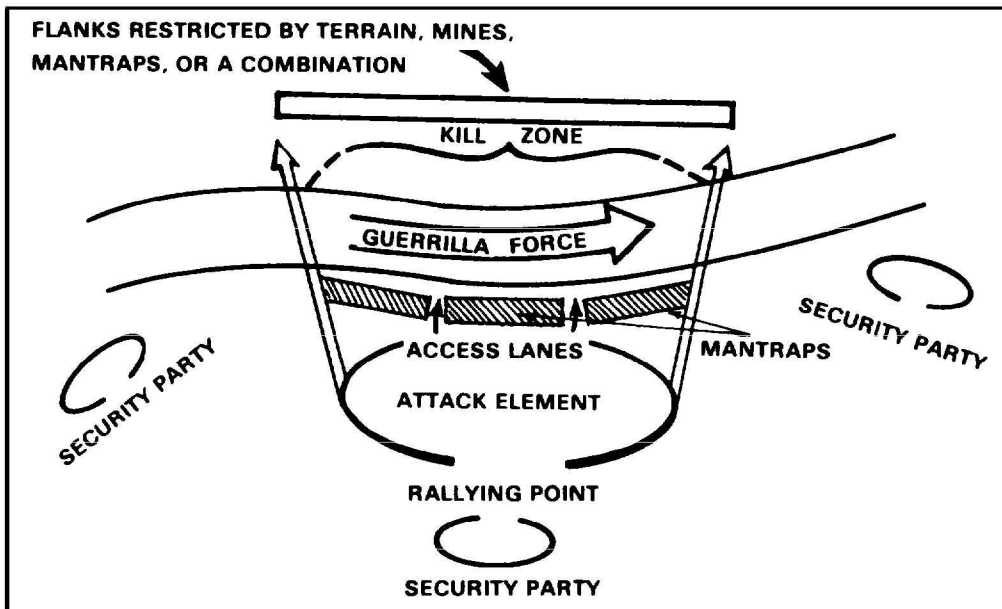 FLANKS RESTRICTED BY TERRAIN, MINES,
MANTRAPS, OR A COMBINATION
KILL ZONE
GUERRILLA FORCE
SECURITY PARTY
ACCESS LANES
MANTRAPS
ATTACK ELEMENT
SECURITY PARTY
RALLYING POINT
SECURITY PARTY